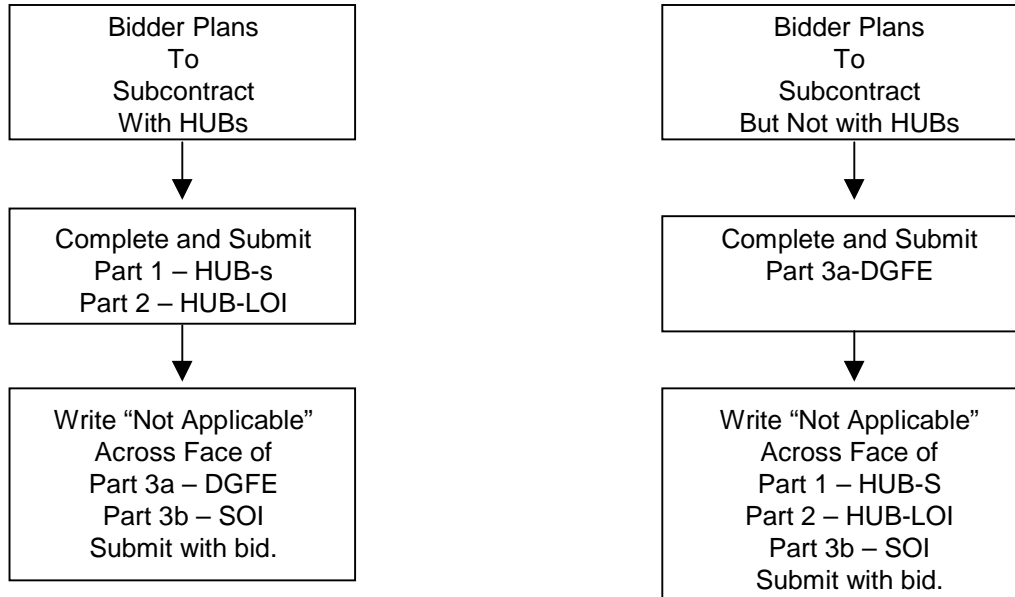 Bidder Plans
To
Subcontract
With HUBs
Complete and Submit
Part 1 – HUB-s
Part 2 – HUB-LOI
Write “Not Applicable”
Across Face of
Part 3a – DGFE
Part 3b – SOI
Submit with bid.
Bidder Plans
To
Subcontract
But Not with HUBs
Complete and Submit
Part 3a-DGFE
Write “Not Applicable”
Across Face of
Part 1 – HUB-S
Part 2 – HUB-LOI
Part 3b – SOI
Submit with bid.